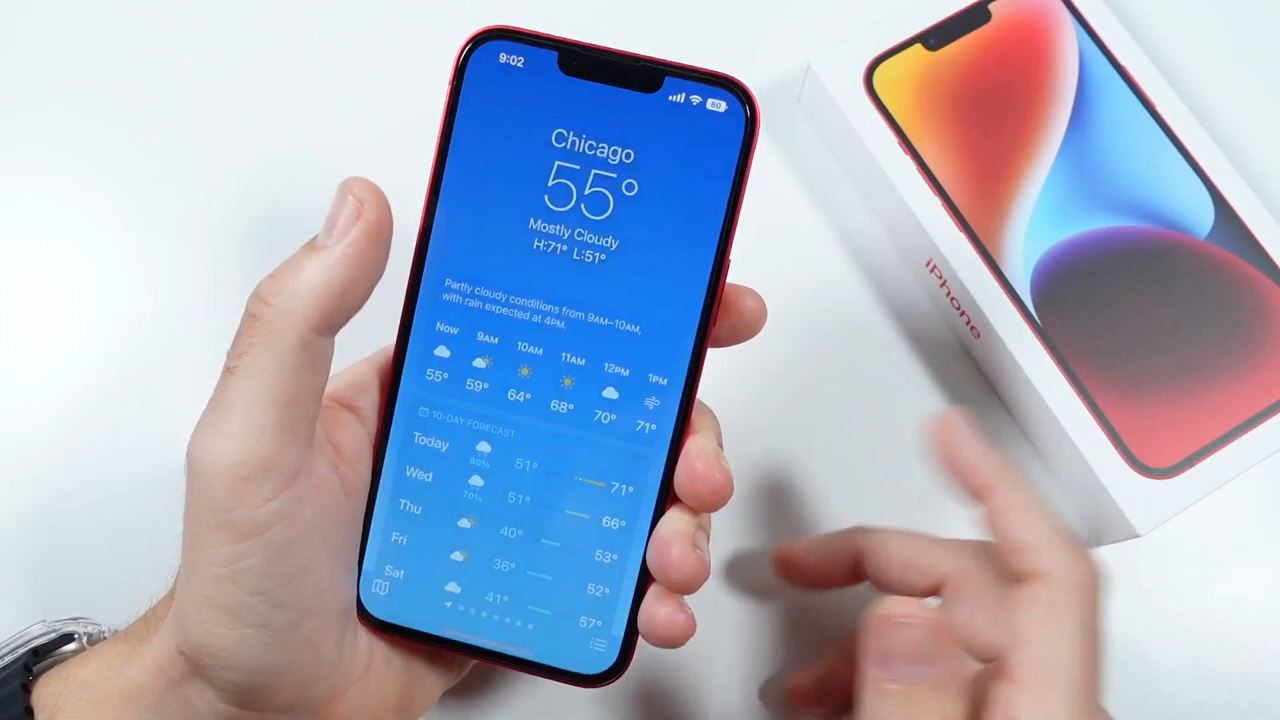 9:02
80
Chicago
55°
Mostly Cloudy
H:71° L:51°
Partly cloudy conditions from 9AM–10AM,
with rain expected at 4PM.
Now 9AM 10AM 11AM 12PM 1PM
55° 59° 64° 68° 70° 71°
10-DAY FORECAST
Today 80% 51° 71°
Wed 70% 51° 66°
Thu 40° 53°
Fri 36° 52°
Sat 41° 57°
iPhone